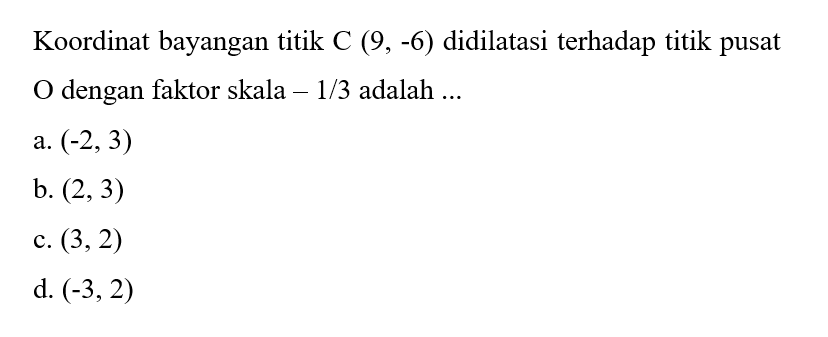 Koordinat bayangan titik C (9, -6) didilatasi terhadap titik pusat
O dengan faktor skala – 1/3 adalah ...
a. (-2, 3)
b. (2, 3)
c. (3, 2)
d. (-3, 2)